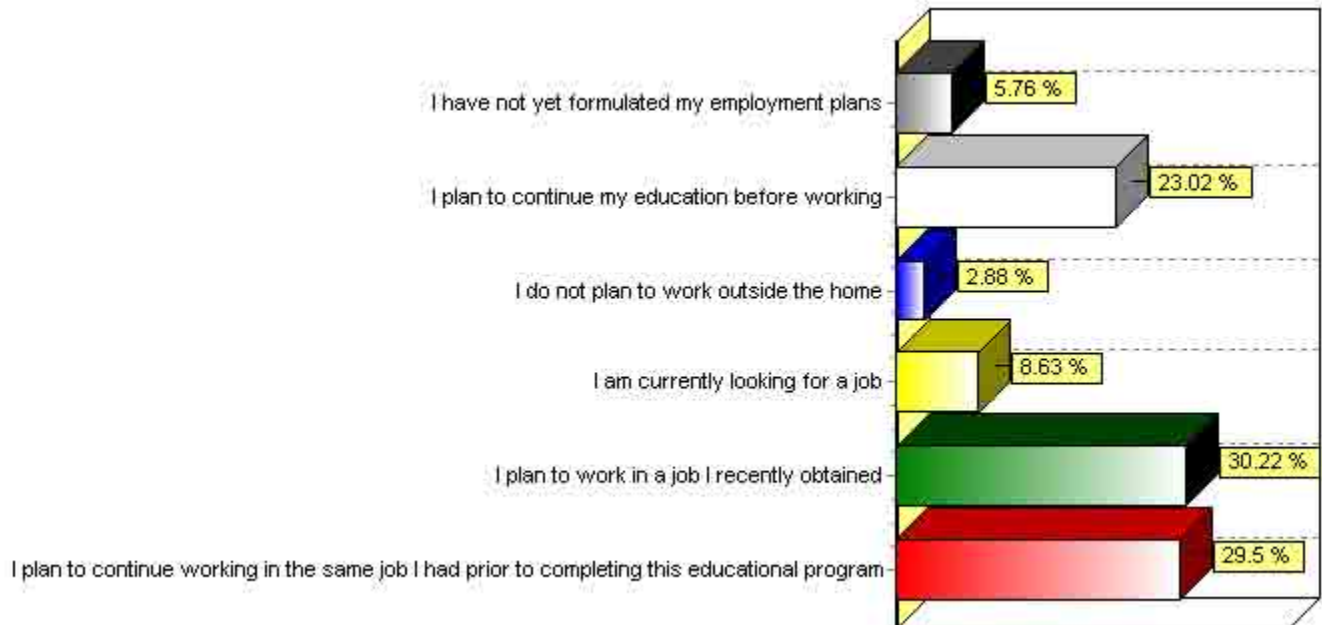 I have not yet formulated my employment plans
5.76 %
I plan to continue my education before working
23.02 %
I do not plan to work outside the home
2.88 %
I am currently looking for a job
8.63 %
I plan to work in a job I recently obtained
30.22 %
I plan to continue working in the same job I had prior to completing this educational program
29.5 %